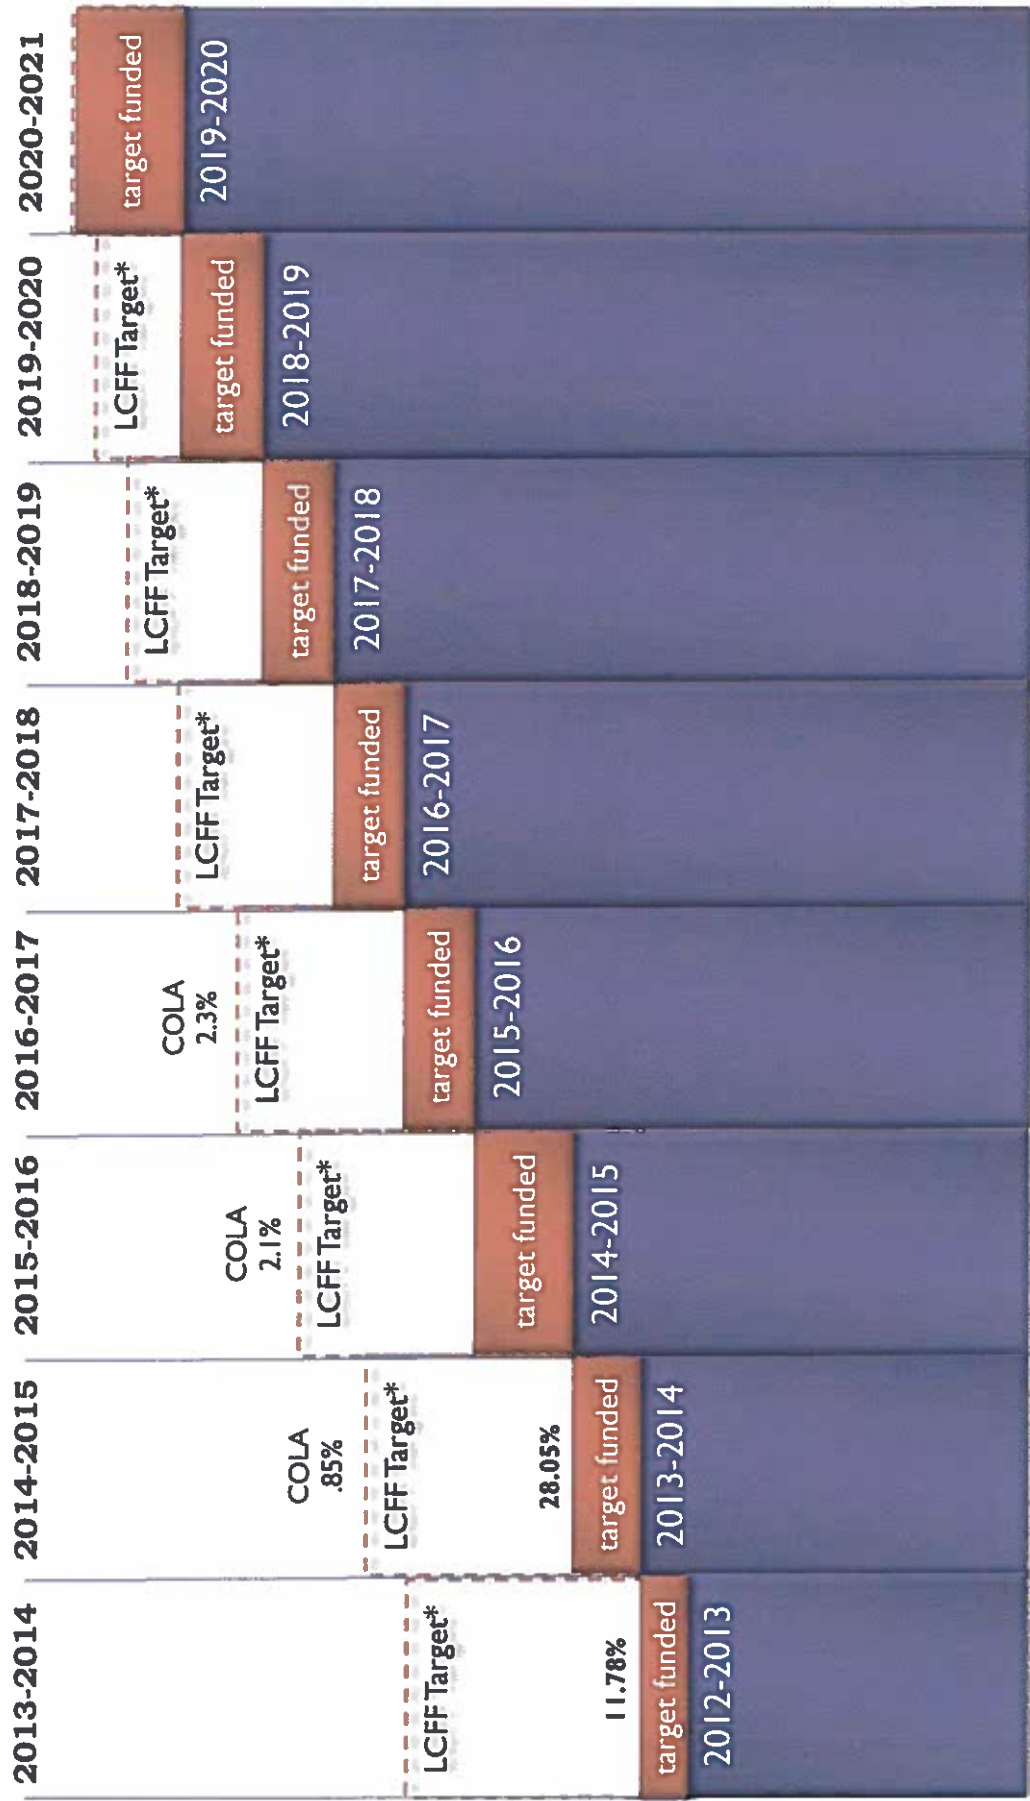 2013-2014
LCFF Target*
11.78%
target funded
2012-2013
2014-2015
COLA
.85%
LCFF Target*
28.05%
target funded
2013-2014
2015-2016
COLA
2.1%
LCFF Target*
target funded
2014-2015
2016-2017
COLA
2.3%
LCFF Target*
target funded
2015-2016
2017-2018
LCFF Target*
target funded
2016-2017
2018-2019
LCFF Target*
target funded
2017-2018
2019-2020
LCFF Target*
target funded
2018-2019
2020-2021
target funded
2019-2020